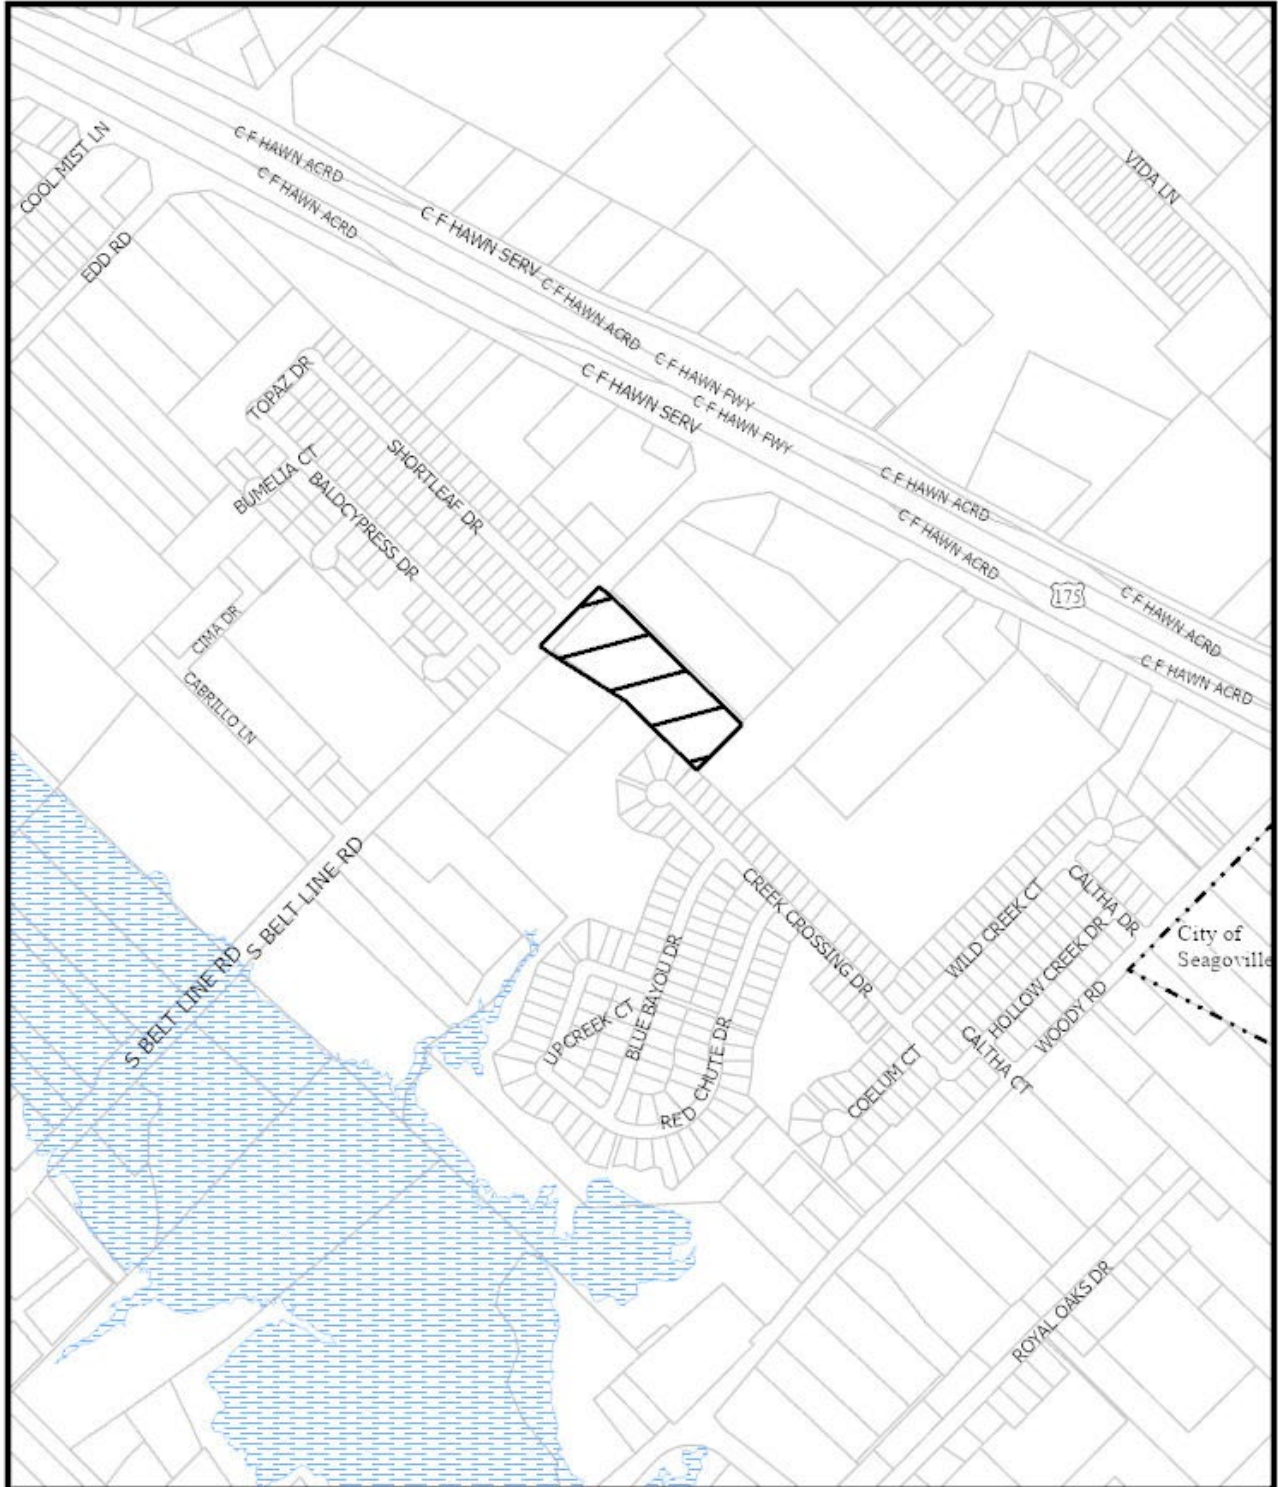 COOL MIST LN
C F HAWN ACRD
C F HAWN ACRD
VIDA LN
EDD RD
C F HAWN SERV
C F HAWN ACRD
C F HAWN FWY
C F HAWN SERV
C F HAWN FWY
TOPAZ DR
SHORTLEAF DR
BUMELIA CT
BALDCYPRESS DR
C F HAWN ACRD
C F HAWN ACRD
175
C F HAWN ACRD
C F HAWN ACRD
CIMA DR
CABRILLO LN
S BELT LINE RD
S BELT LINE RD
CREEK CROSSING DR
WILD CREEK CT
CALTHA DR
HOLLOW CREEK DR
City of
Seagoville
WOODY RD
UPCREEK CT
BLUE BAYOU DR
RED CHUTE DR
COELUM CT
CALTHA CT
ROYAL OAKS DR